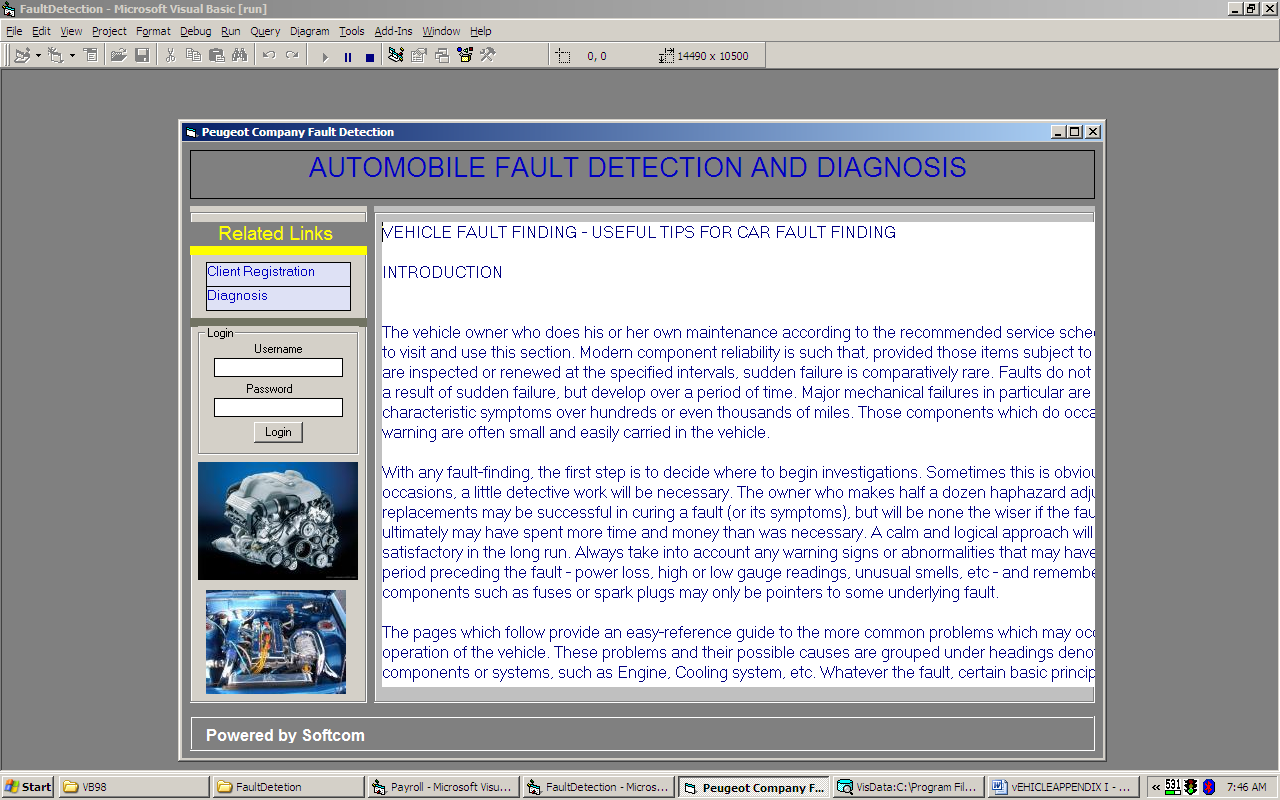 FaultDetection - Microsoft Visual Basic [run]
File Edit View Project Format Debug Run Query Diagram Tools Add-Ins Window Help
0, 0 14490 x 10500
Peugeot Company Fault Detection
AUTOMOBILE FAULT DETECTION AND DIAGNOSIS
Related Links
Client Registration
Diagnosis
Login
Username
Password
Login
VEHICLE FAULT FINDING - USEFUL TIPS FOR CAR FAULT FINDING
INTRODUCTION
The vehicle owner who does his or her own maintenance according to the recommended service sche
to visit and use this section. Modern component reliability is such that, provided those items subject to
are inspected or renewed at the specified intervals, sudden failure is comparatively rare. Faults do not
a result of sudden failure, but develop over a period of time. Major mechanical failures in particular are
characteristic symptoms over hundreds or even thousands of miles. Those components which do occa
warning are often small and easily carried in the vehicle.
With any fault-finding, the first step is to decide where to begin investigations. Sometimes this is obviou
occasions, a little detective work will be necessary. The owner who makes half a dozen haphazard adju
replacements may be successful in curing a fault (or its symptoms), but will be none the wiser if the fau
ultimately may have spent more time and money than was necessary. A calm and logical approach will
satisfactory in the long run. Always take into account any warning signs or abnormalities that may have
period preceding the fault - power loss, high or low gauge readings, unusual smells, etc - and remembe
components such as fuses or spark plugs may only be pointers to some underlying fault.
The pages which follow provide an easy-reference guide to the more common problems which may occ
operation of the vehicle. These problems and their possible causes are grouped under headings deno
components or systems, such as Engine, Cooling system, etc. Whatever the fault, certain basic princip
Powered by Softcom
Start VB98 FaultDetetion Payroll - Microsoft Visu... FaultDetection - Micros... Peugeot Company F... VisData:C:\Program Fil... vEHICLEAPPENDIX I - ... « 591 7:46 AM